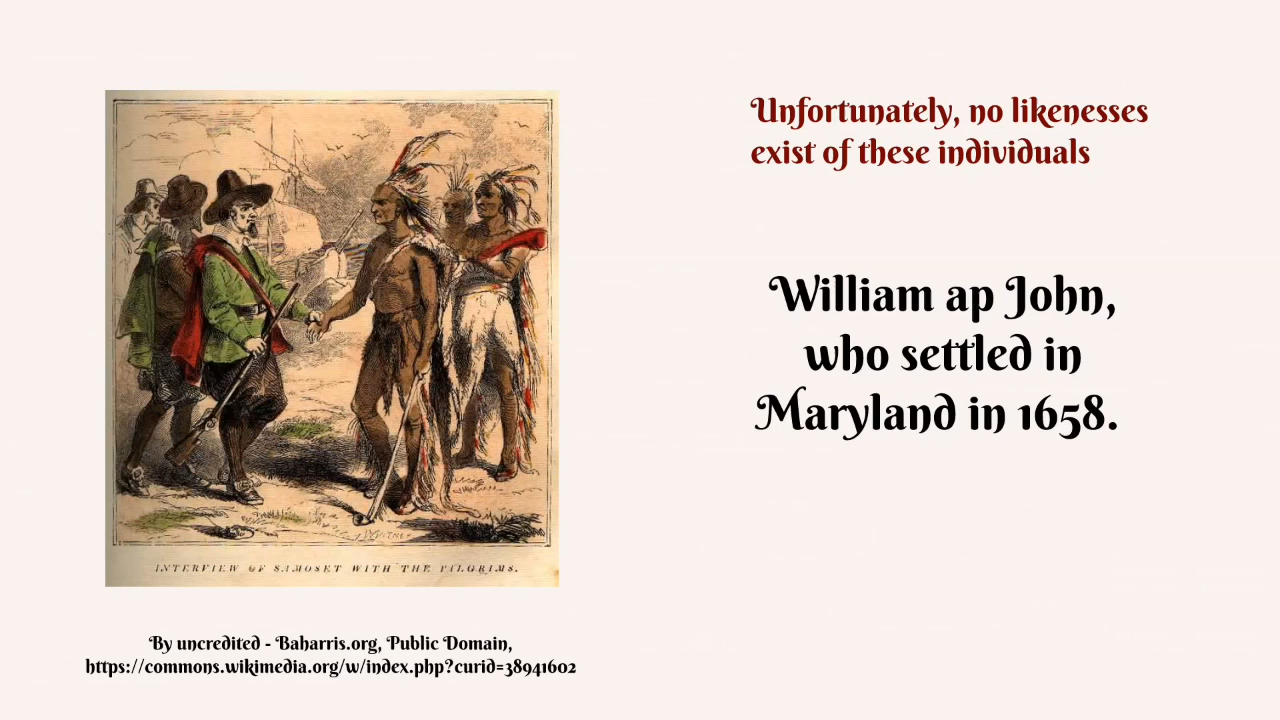 Unfortunately, no likenesses
exist of these individuals
William ap John,
who settled in
Maryland in 1658.
INTERVIEW OF SAMOSET WITH THE PILGRIMS.
By uncredited - Baharris.org, Public Domain,
https://commons.wikimedia.org/w/index.php?curid=38941602